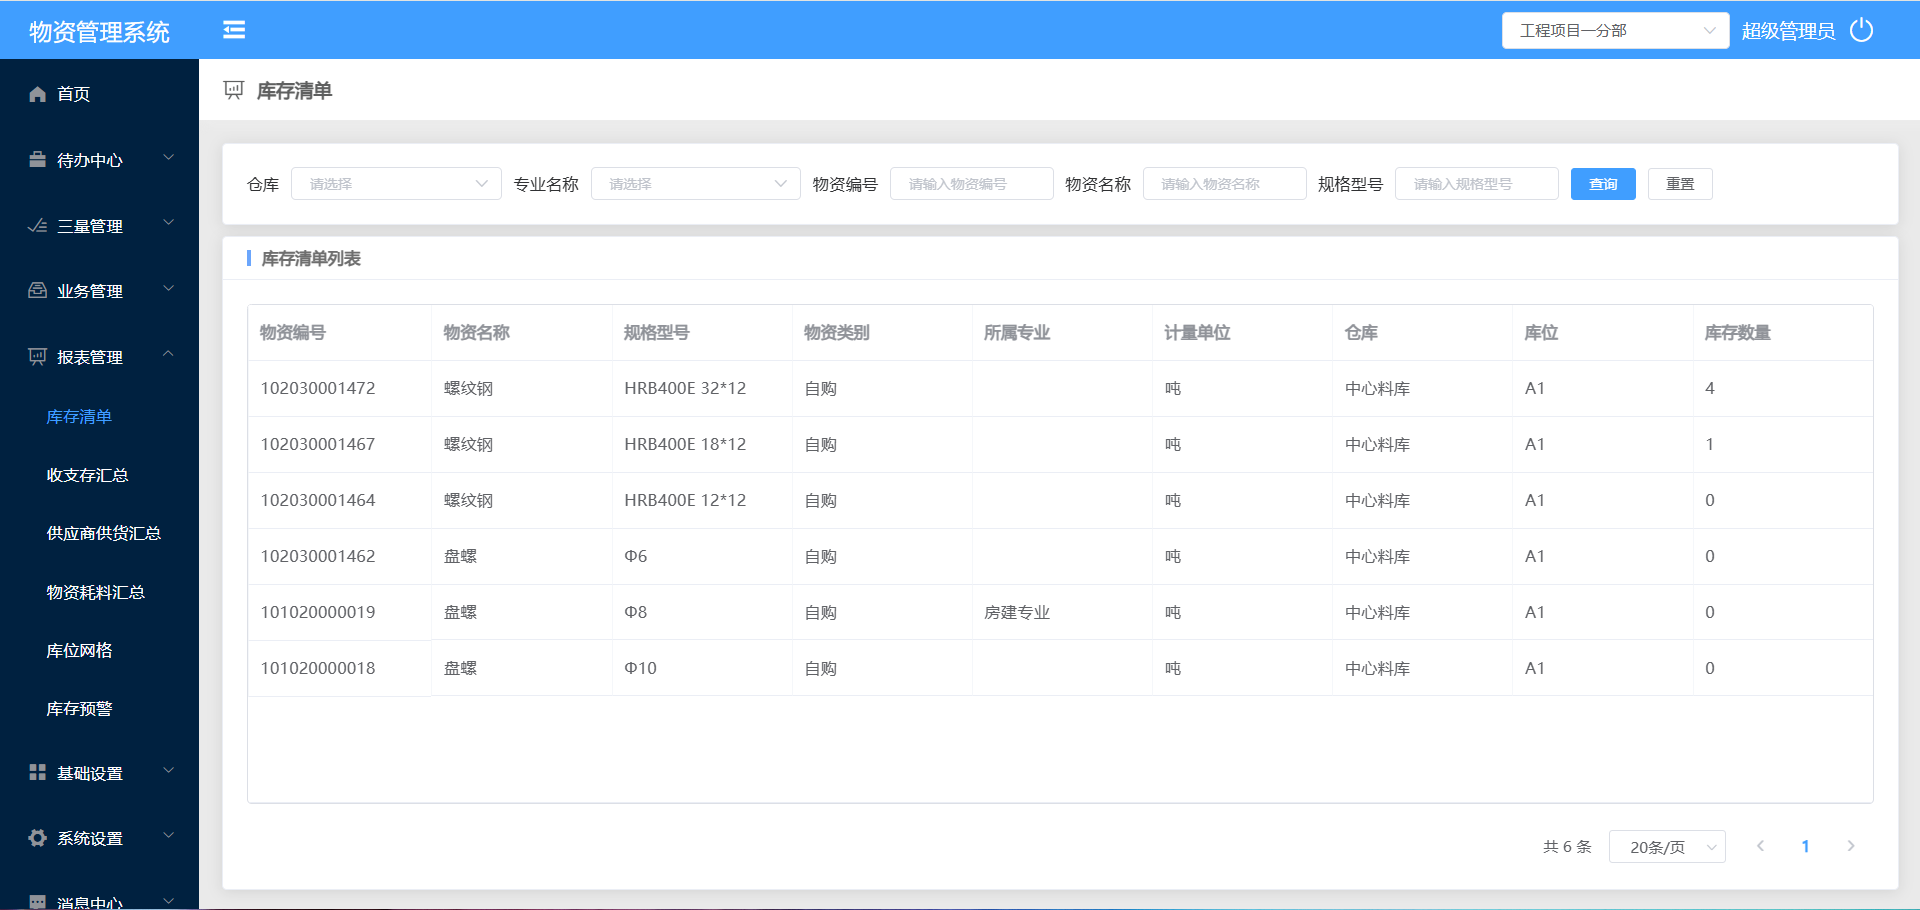 物资管理系统
工程项目一分部
超级管理员
首页
待办中心
三量管理
业务管理
报表管理
库存清单
收支存汇总
供应商供货汇总
物资耗料汇总
库位网格
库存预警
基础设置
系统设置
消息中心
库存清单
仓库 请选择 专业名称 请选择 物资编号 请输入物资编号 物资名称 请输入物资名称 规格型号 请输入规格型号 查询 重置
库存清单列表
物资编号 物资名称 规格型号 物资类别 所属专业 计量单位 仓库 库位 库存数量
102030001472 螺纹钢 HRB400E 32*12 自购 吨 中心料库 A1 4
102030001467 螺纹钢 HRB400E 18*12 自购 吨 中心料库 A1 1
102030001464 螺纹钢 HRB400E 12*12 自购 吨 中心料库 A1 0
102030001462 盘螺 Φ6 自购 吨 中心料库 A1 0
101020000019 盘螺 Φ8 自购 房建专业 吨 中心料库 A1 0
101020000018 盘螺 Φ10 自购 吨 中心料库 A1 0
共 6 条 20条/页 1